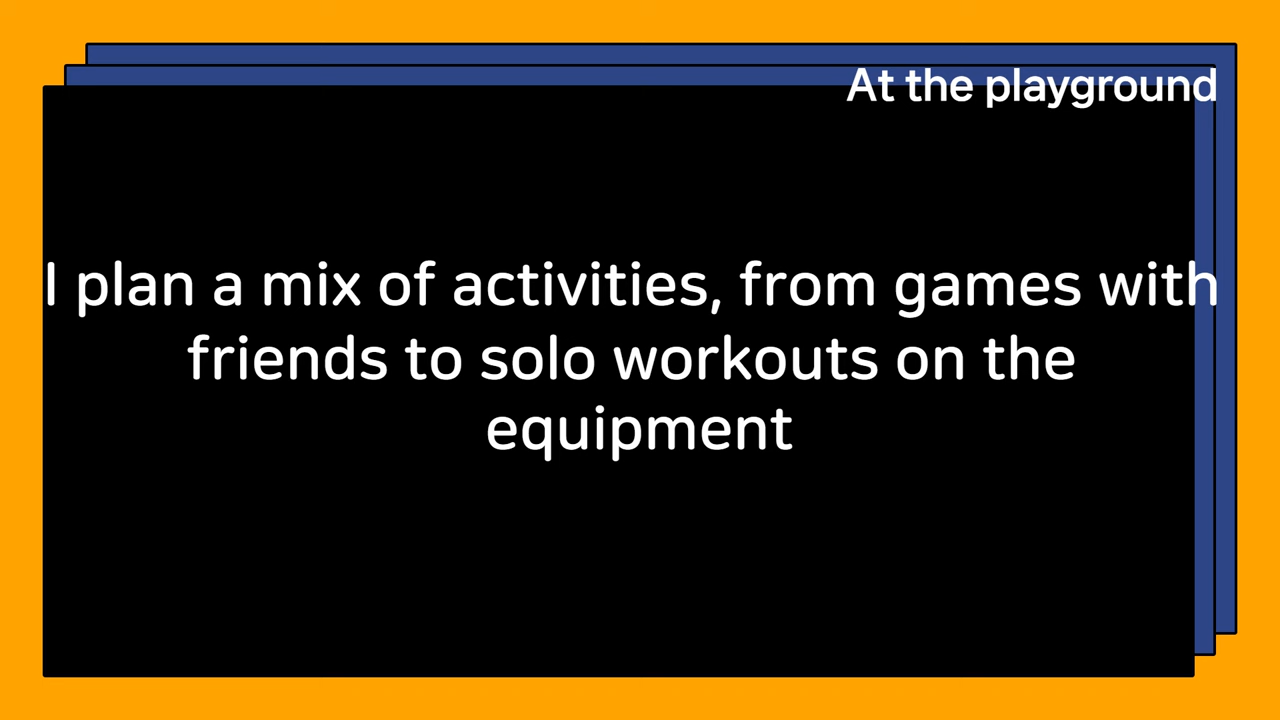 At the playground
I plan a mix of activities, from games with
friends to solo workouts on the
equipment